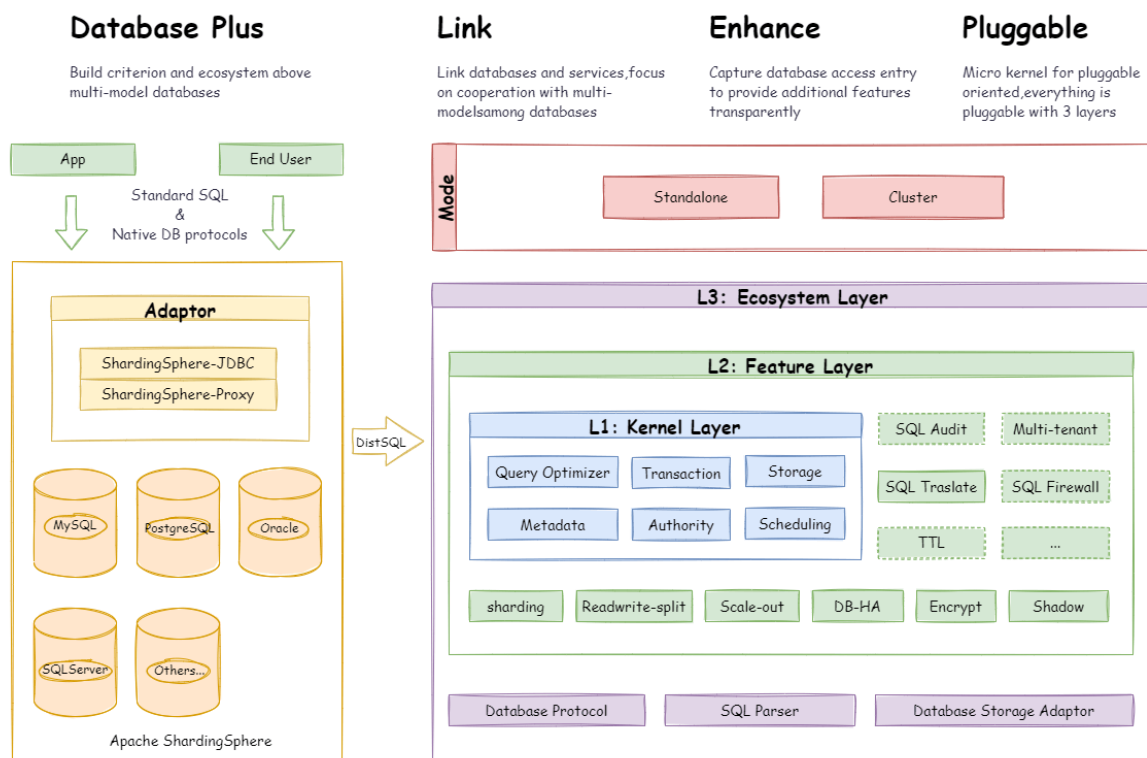 Database Plus
Build criterion and ecosystem above
multi-model databases
Link
Link databases and services,focus
on cooperation with multi-
modelsamong databases
Enhance
Capture database access entry
to provide additional features
transparently
Pluggable
Micro kernel for pluggable
oriented,everything is
pluggable with 3 layers
App
End User
Standard SQL
&
Native DB protocols
Adaptor
ShardingSphere-JDBC
ShardingSphere-Proxy
MySQL
PostgreSQL
Oracle
SQLServer
Others...
Apache ShardingSphere
DistSQL
Mode
Standalone
Cluster
L3: Ecosystem Layer
L2: Feature Layer
L1: Kernel Layer
Query Optimizer
Transaction
Storage
Metadata
Authority
Scheduling
SQL Audit
Multi-tenant
SQL Traslate
SQL Firewall
TTL
...
sharding
Readwrite-split
Scale-out
DB-HA
Encrypt
Shadow
Database Protocol
SQL Parser
Database Storage Adaptor